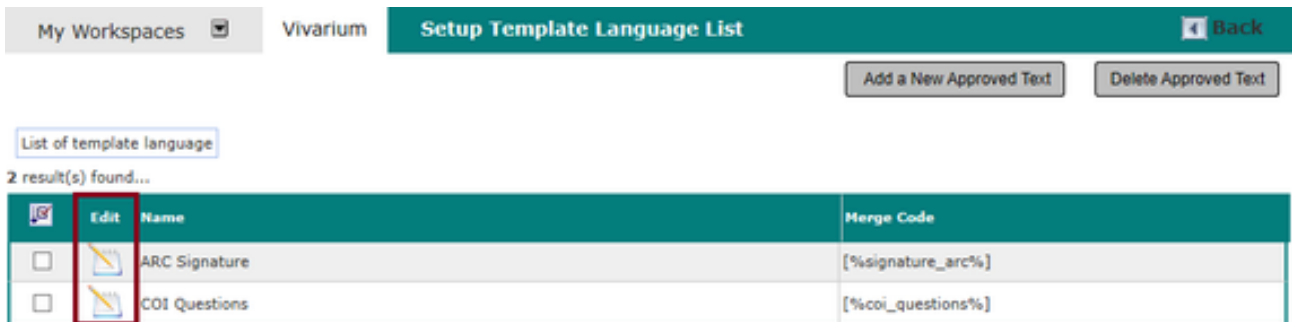 My Workspaces Vivarium Setup Template Language List Back
Add a New Approved Text Delete Approved Text
List of template language
2 result(s) found...
Edit Name Merge Code
ARC Signature [%signature_arc%]
COI Questions [%coi_questions%]